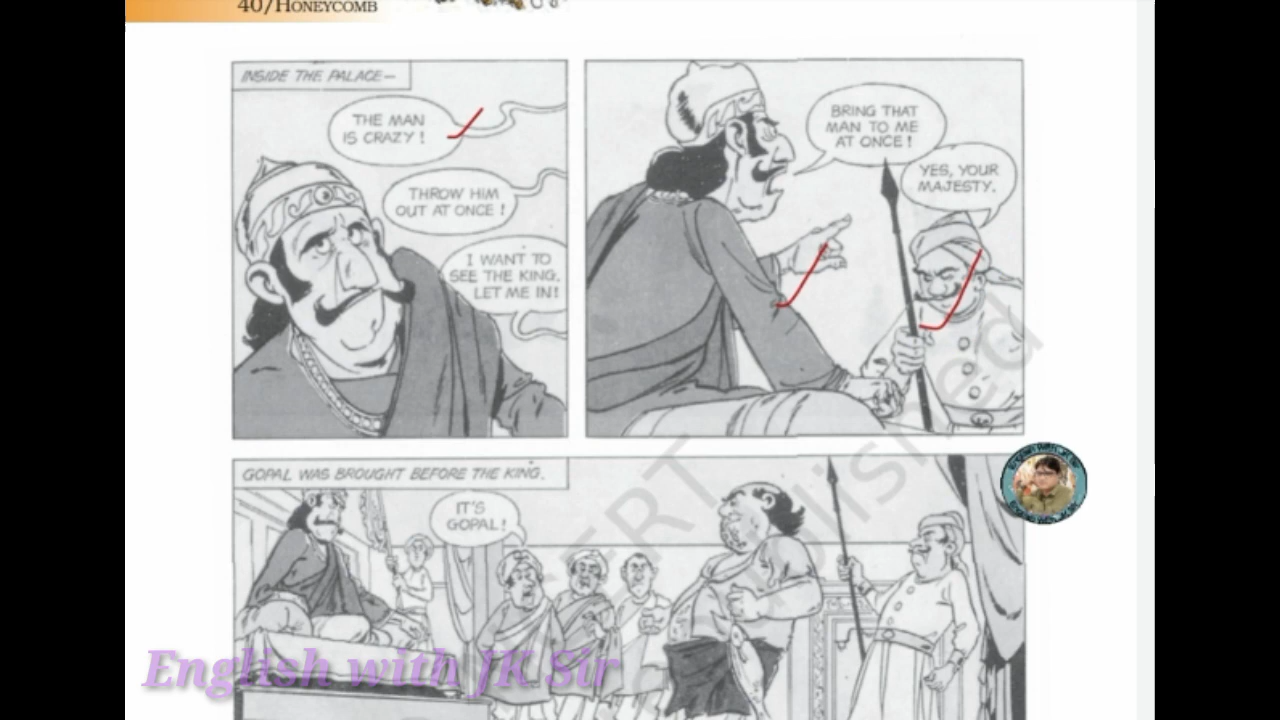 40/HONEYCOMB
INSIDE THE PALACE—
THE MAN
IS CRAZY!
THROW HIM
OUT AT ONCE!
I WANT TO
SEE THE KING.
LET ME IN!
BRING THAT
MAN TO ME
AT ONCE!
YES, YOUR
MAJESTY.
GOPAL WAS BROUGHT BEFORE THE KING.
IT'S
GOPAL!
English with JK Sir